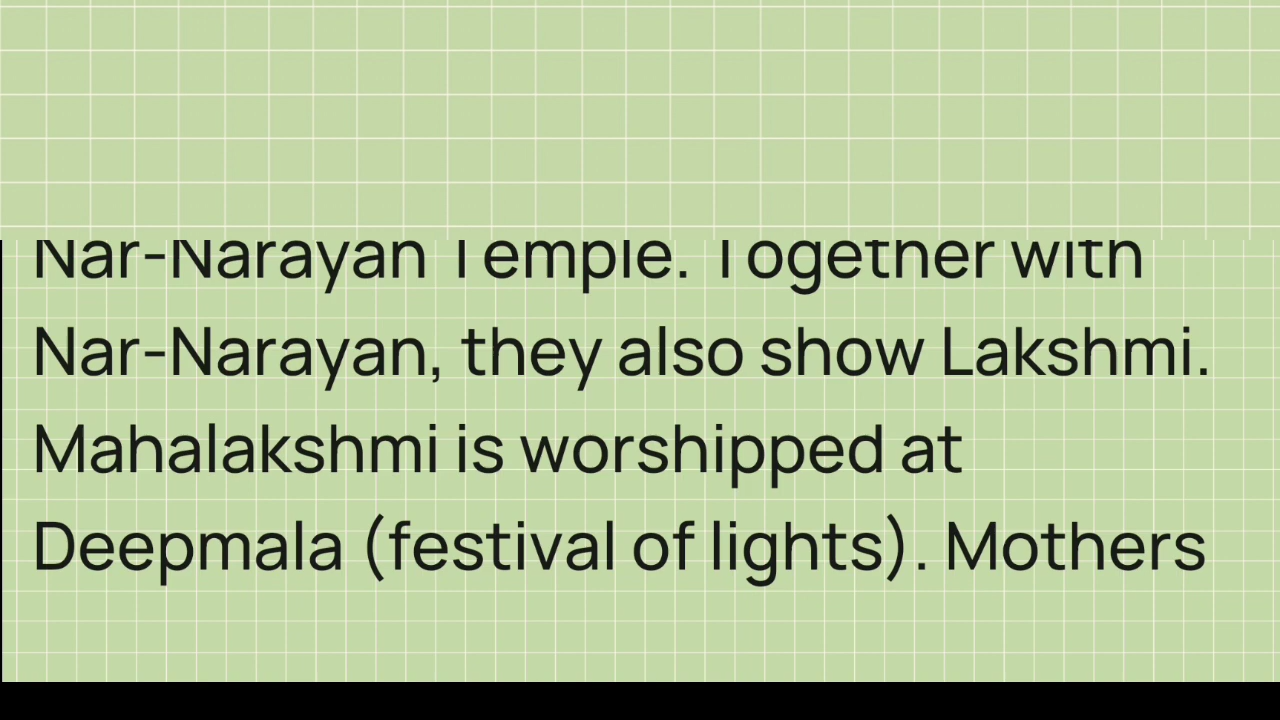 Nar-Narayan Temple. Together with
Nar-Narayan, they also show Lakshmi.
Mahalakshmi is worshipped at
Deepmala (festival of lights). Mothers